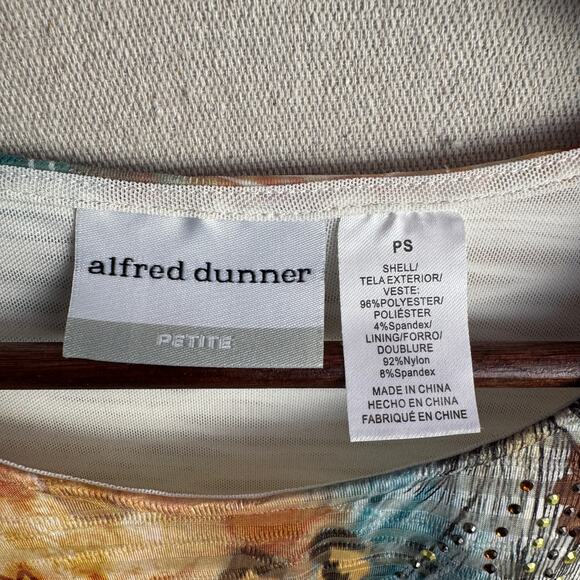 alfred dunner
PETITE
PS
SHELL/
TELA EXTERIOR/
VESTE:
96%POLYESTER/
POLIÉSTER
4%Spandex/
LINING/FORRO/
DOUBLURE
92%Nylon
8%Spandex
MADE IN CHINA
HECHO EN CHINA
FABRIQUÉ EN CHINE